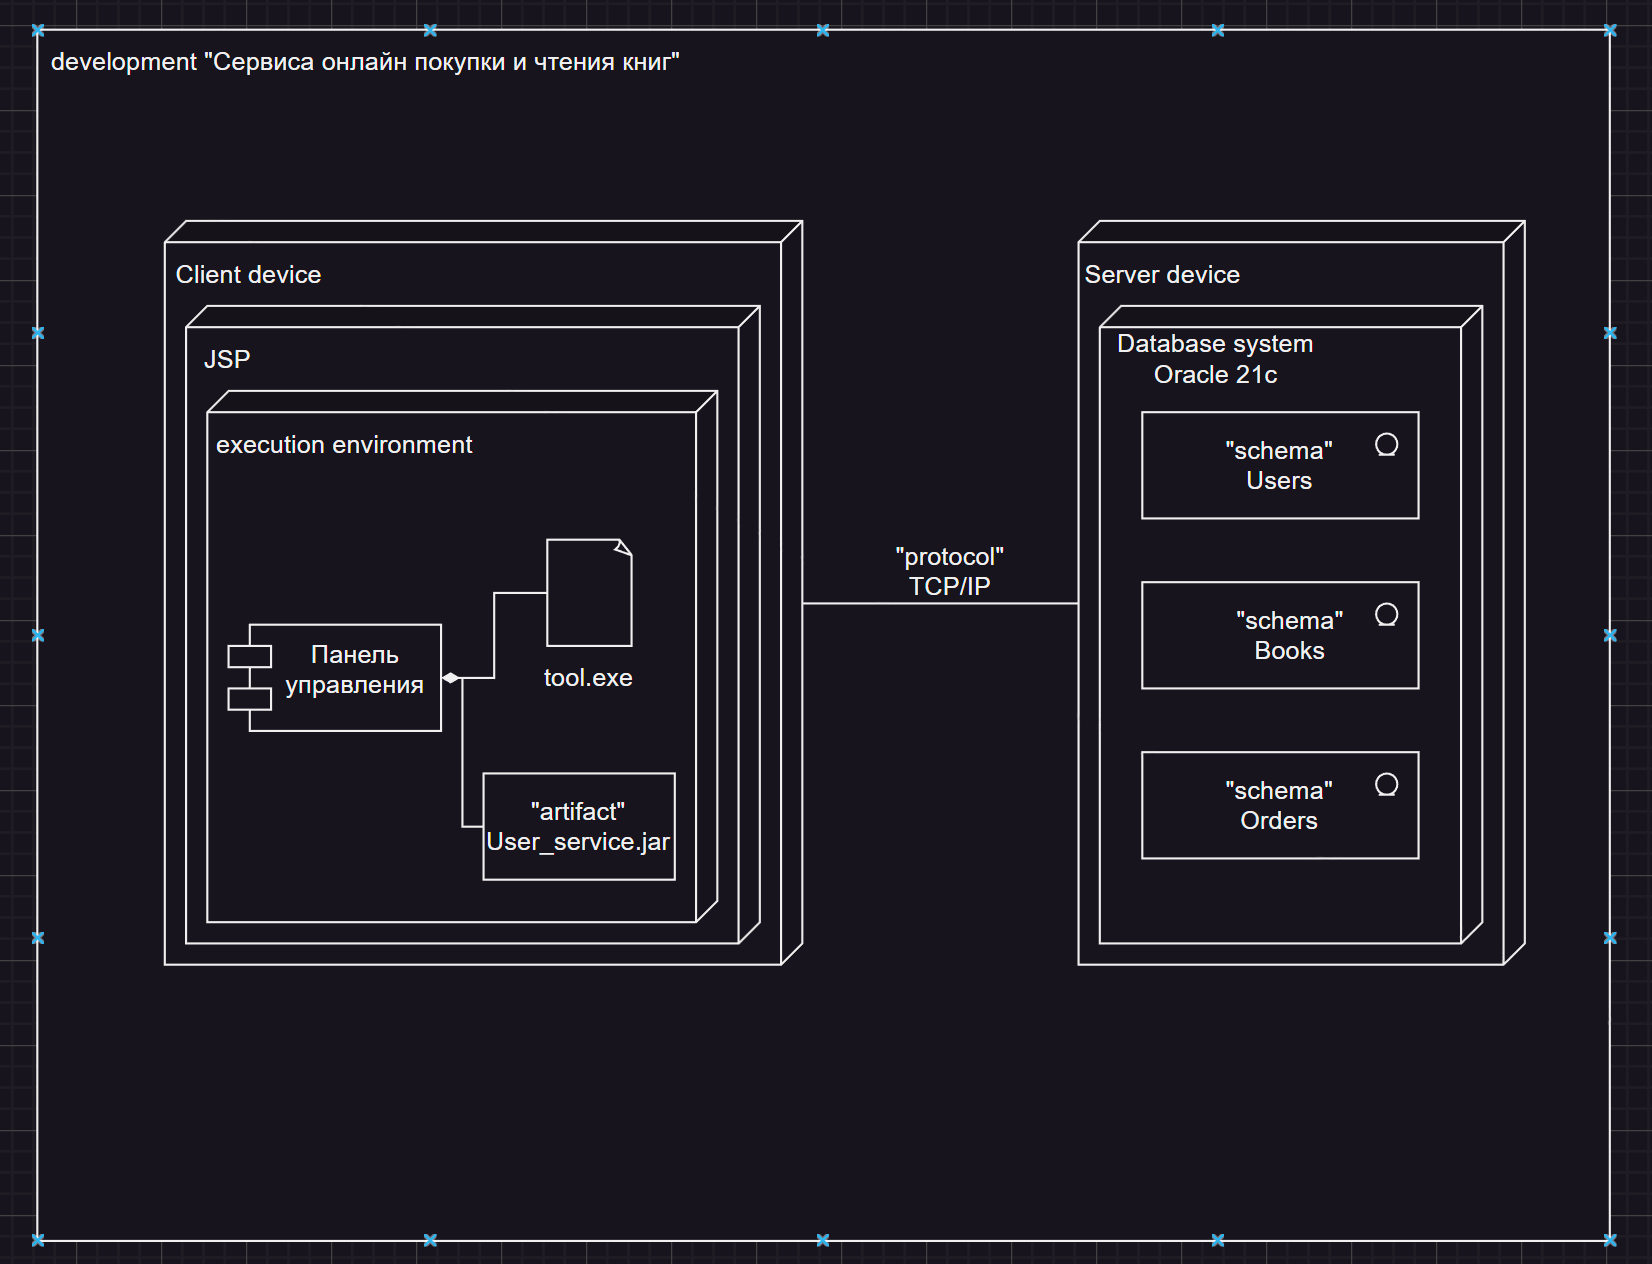 development "Сервиса онлайн покупки и чтения книг"
Client device
JSP
execution environment
Панель
управления
tool.exe
"artifact"
User_service.jar
"protocol"
TCP/IP
Server device
Database system
Oracle 21c
"schema"
Users
"schema"
Books
"schema"
Orders